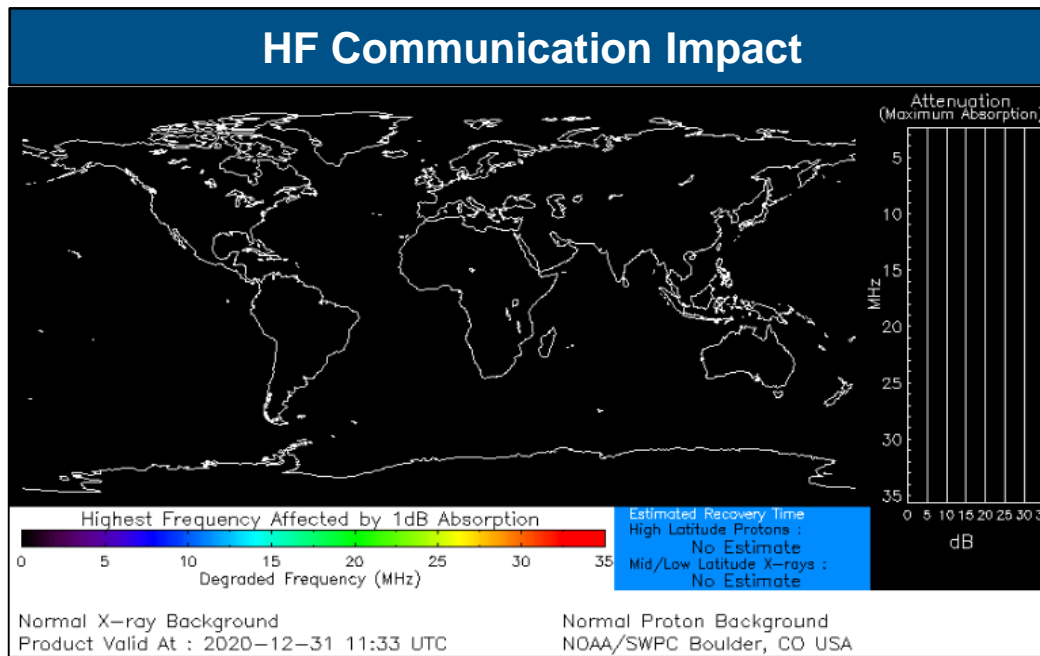 HF Communication Impact
Attenuation
(Maximum Absorption)
5
10
15
20
25
30
35
MHz
0 5 10 15 20 25 30
dB
Highest Frequency Affected by 1dB Absorption
0 5 10 15 20 25 30 35
Degraded Frequency (MHz)
Estimated Recovery Time
High Latitude Protons :
No Estimate
Mid/Low Latitude X-rays :
No Estimate
Normal X-ray Background
Product Valid At : 2020-12-31 11:33 UTC
Normal Proton Background
NOAA/SWPC Boulder, CO USA